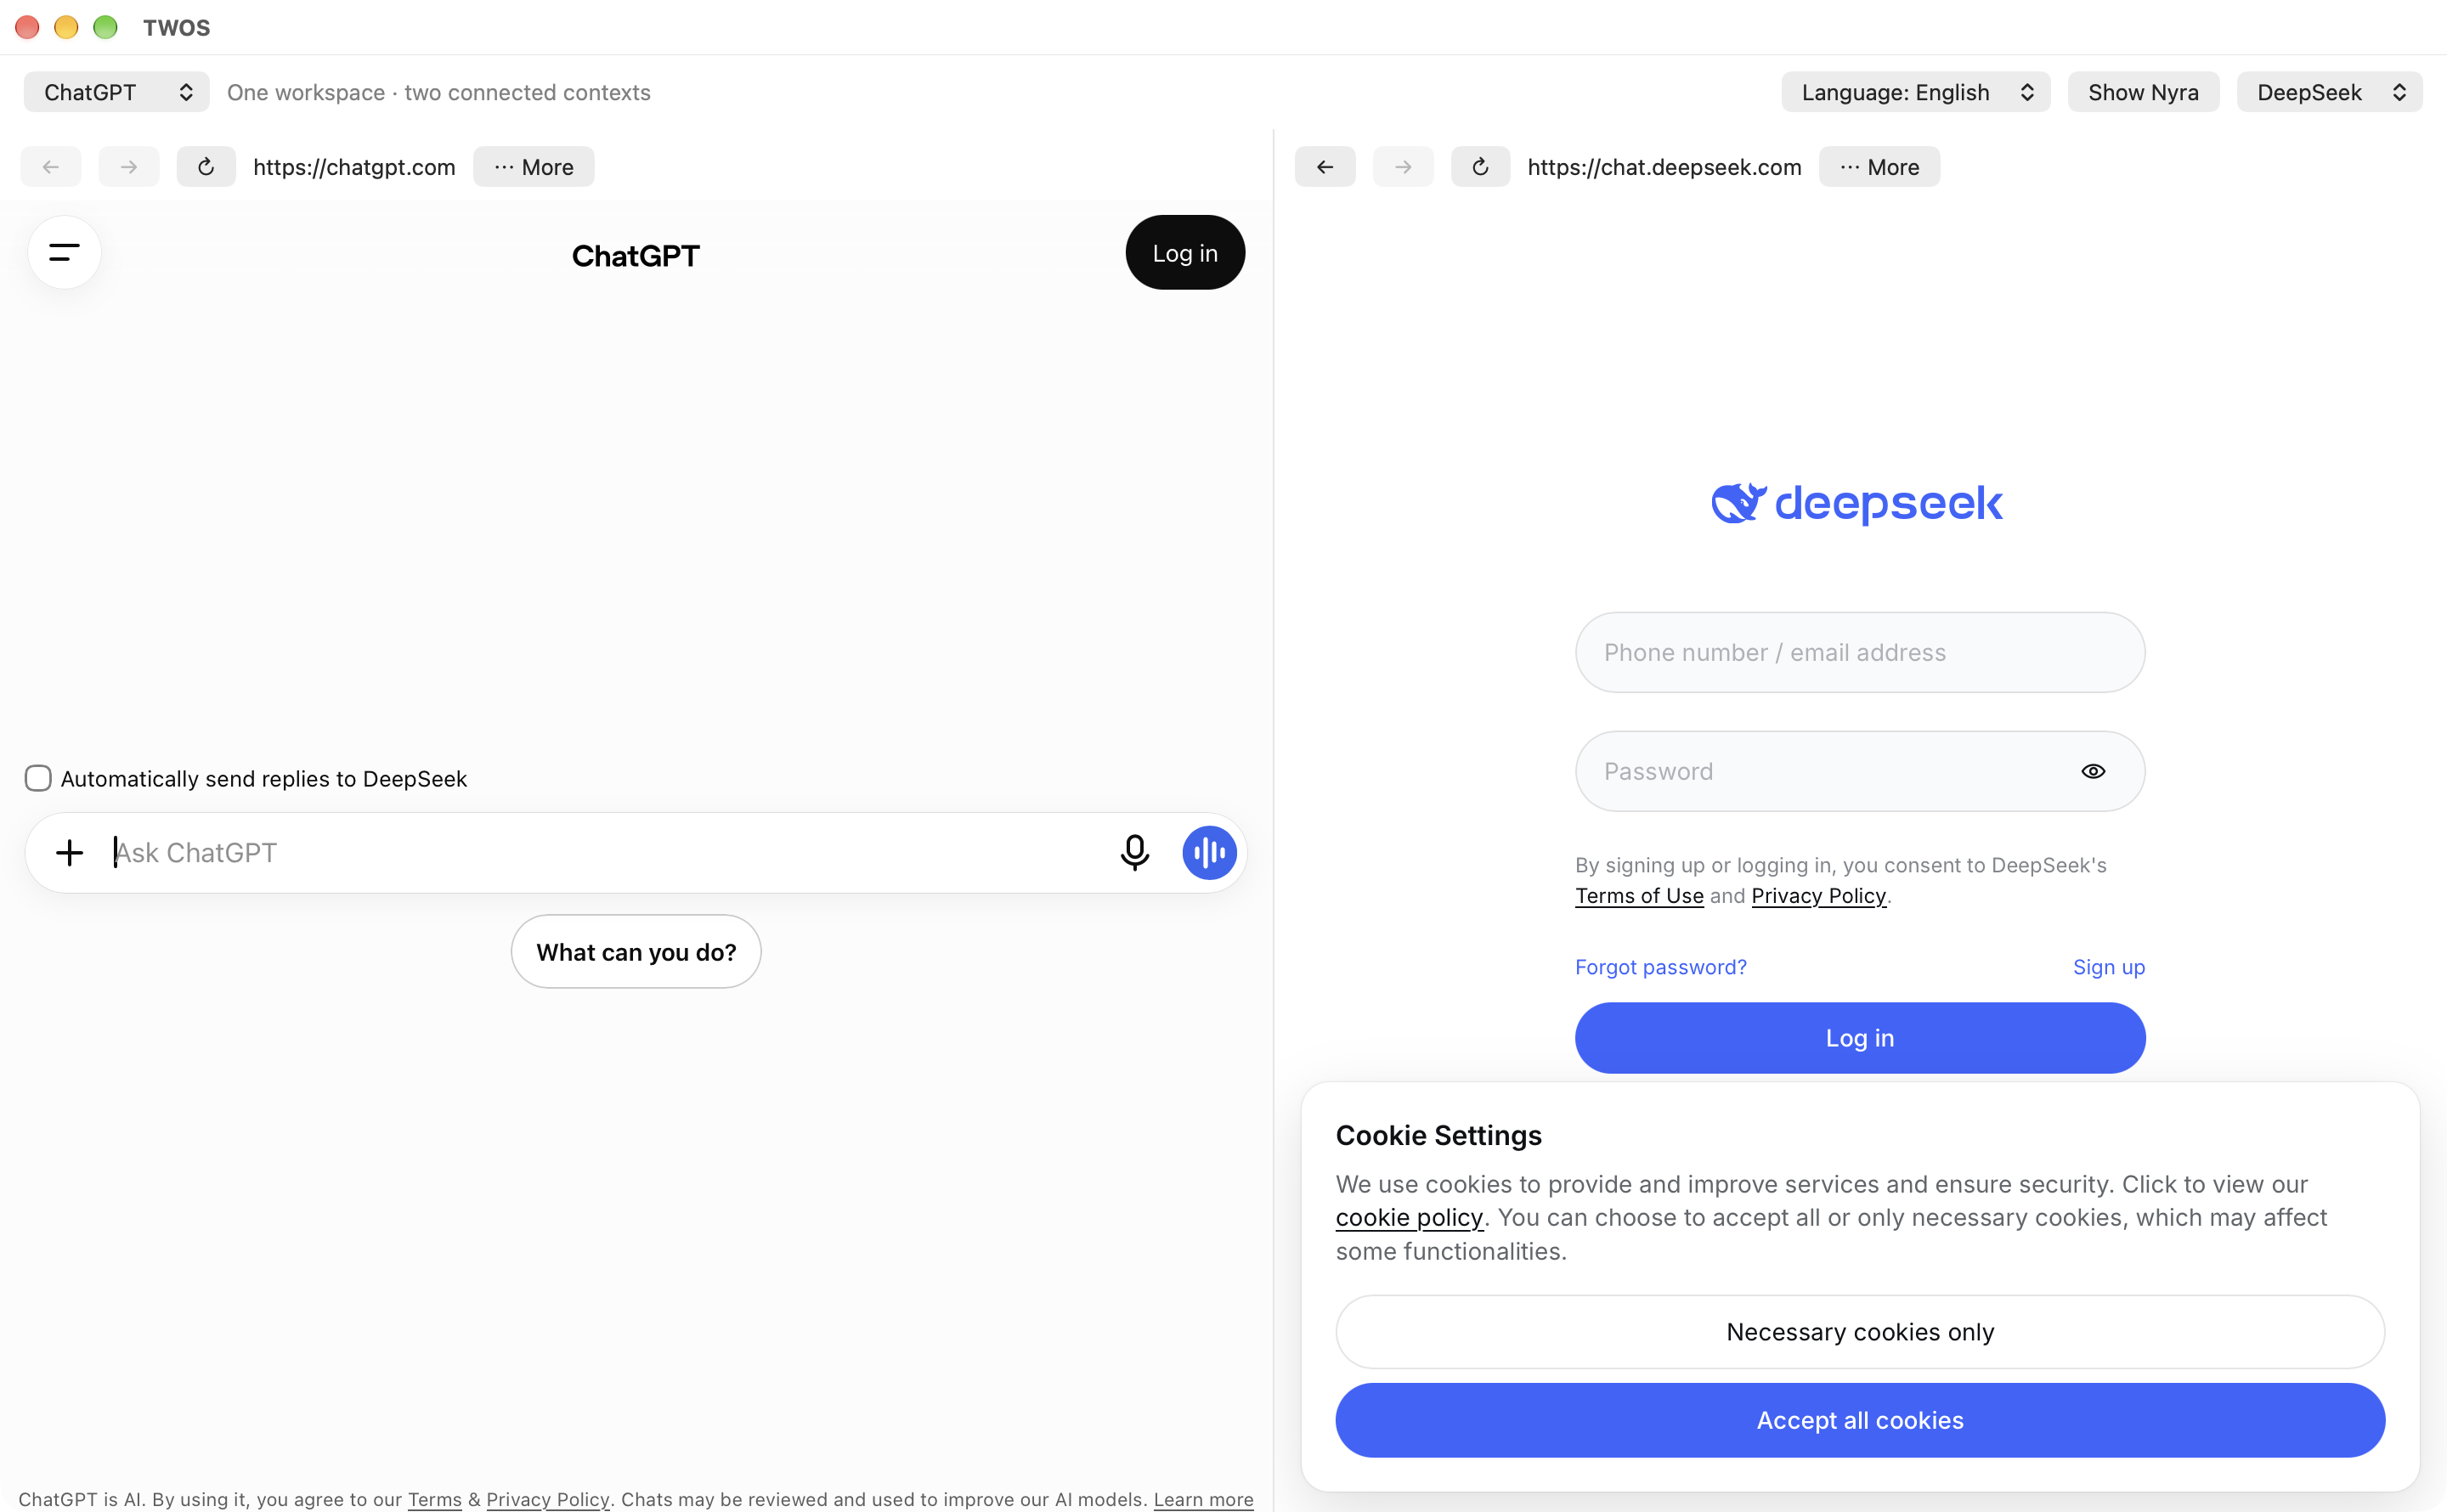 TWOS
ChatGPT
One workspace · two connected contexts
Language: English
Show Nyra
DeepSeek
https://chatgpt.com
··· More
https://chat.deepseek.com
··· More
ChatGPT
Log in
Automatically send replies to DeepSeek
Ask ChatGPT
What can you do?
ChatGPT is AI. By using it, you agree to our Terms & Privacy Policy. Chats may be reviewed and used to improve our AI models. Learn more
deepseek
Phone number / email address
Password
By signing up or logging in, you consent to DeepSeek's
Terms of Use and Privacy Policy.
Forgot password?
Sign up
Log in
Cookie Settings
We use cookies to provide and improve services and ensure security. Click to view our
cookie policy. You can choose to accept all or only necessary cookies, which may affect
some functionalities.
Necessary cookies only
Accept all cookies